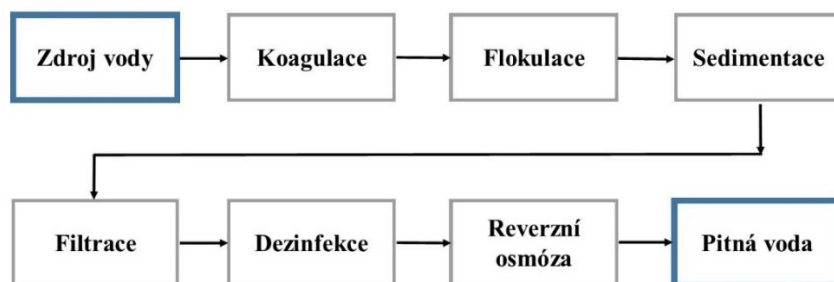 Zdroj vody
Koagulace
Flokulace
Sedimentace
Filtrace
Dezinfekce
Reverzní
osmóza
Pitná voda